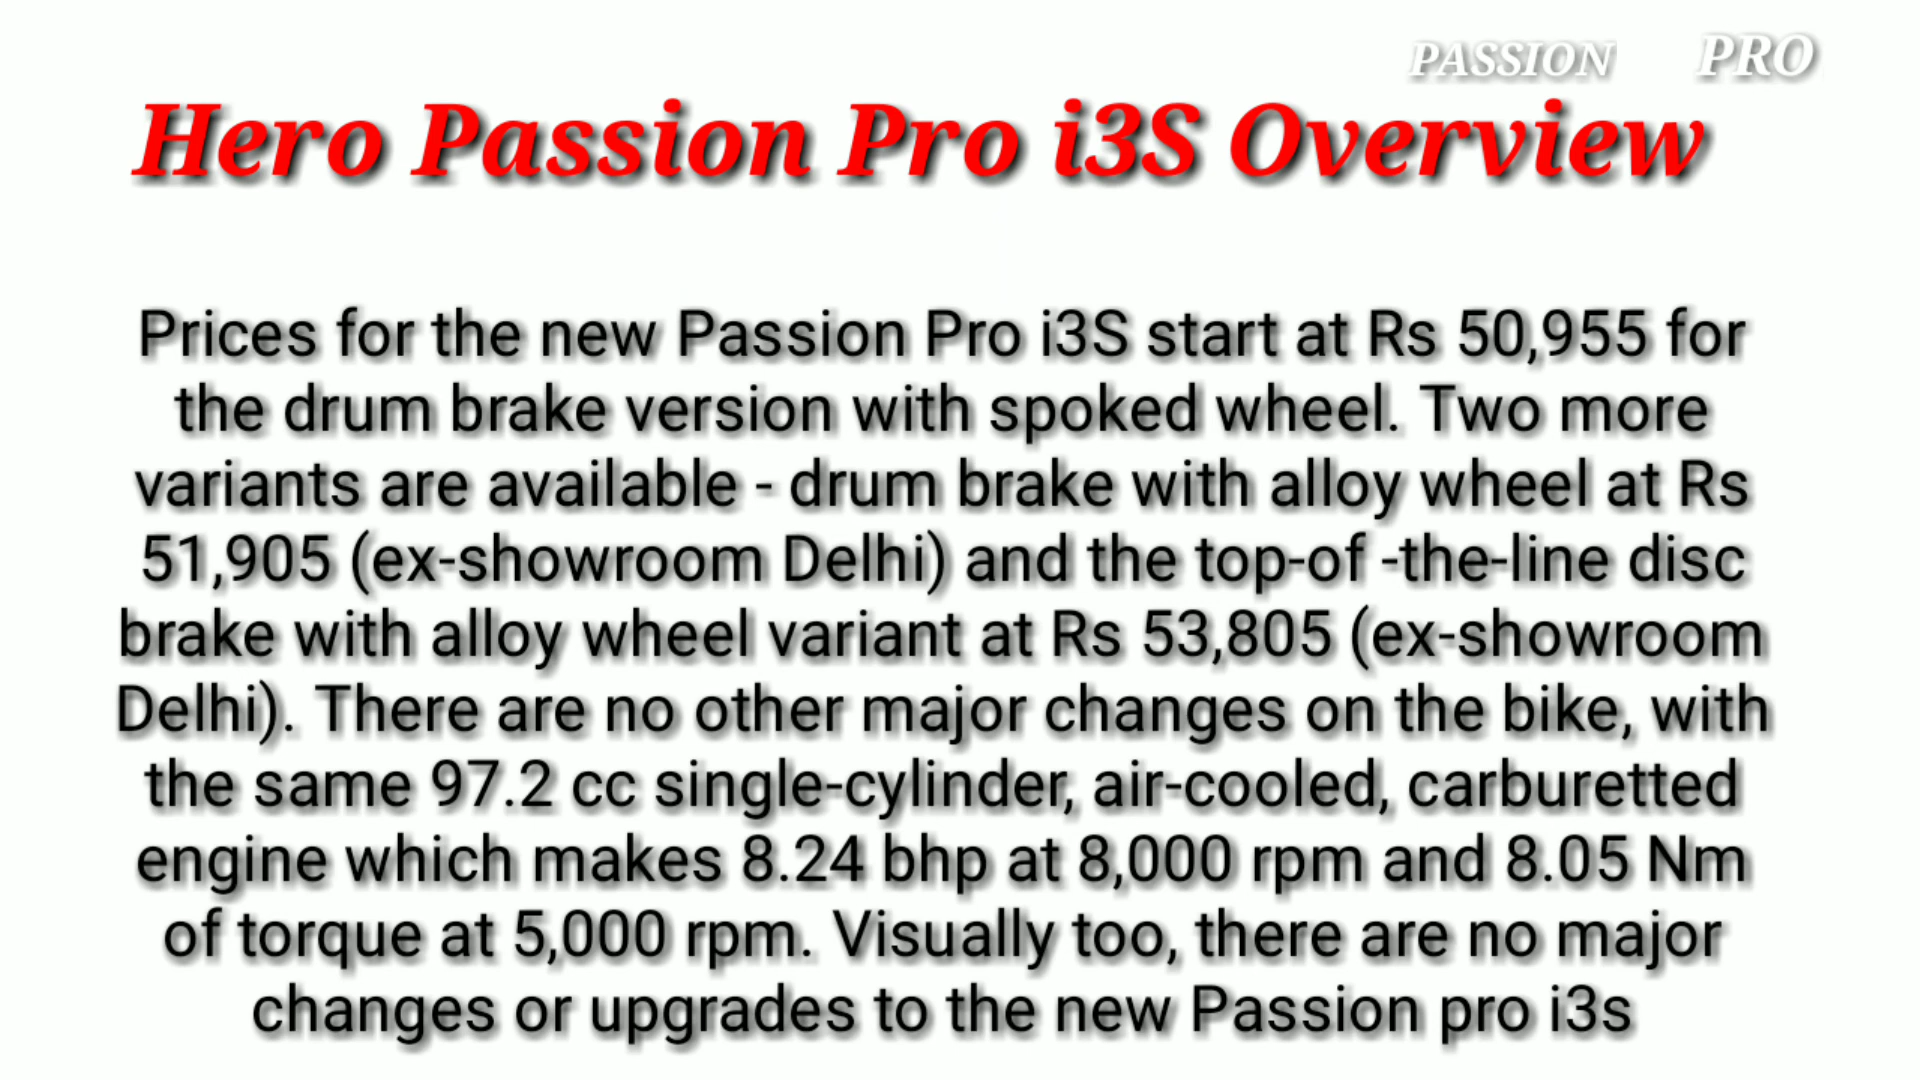 PASSION PRO
Hero Passion Pro i3S Overview
Prices for the new Passion Pro i3S start at Rs 50,955 for
the drum brake version with spoked wheel. Two more
variants are available - drum brake with alloy wheel at Rs
51,905 (ex-showroom Delhi) and the top-of -the-line disc
brake with alloy wheel variant at Rs 53,805 (ex-showroom
Delhi). There are no other major changes on the bike, with
the same 97.2 cc single-cylinder, air-cooled, carburetted
engine which makes 8.24 bhp at 8,000 rpm and 8.05 Nm
of torque at 5,000 rpm. Visually too, there are no major
changes or upgrades to the new Passion pro i3s